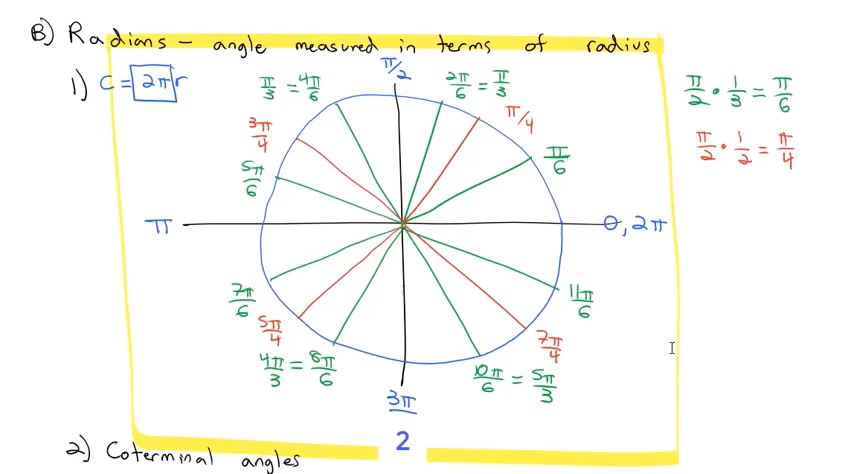 B) Radians – angle measured in terms of radius
1) C = 2πr
π/2
π/3 = 4π/6
2π/6 = π/3
π/2 · 1/3 = π/6
3π/4
π/4
π/2 · 1/2 = π/4
5π/6
π/6
π
0, 2π
7π/6
11π/6
5π/4
7π/4
4π/3 = 8π/6
10π/6 = 5π/3
3π/2
2) Coterminal angles